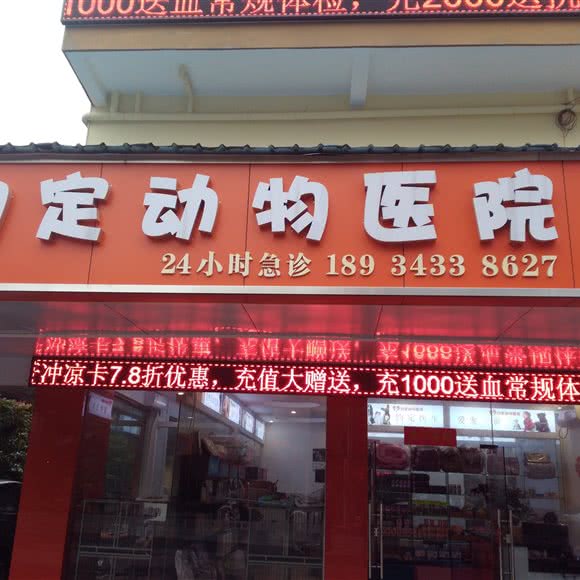 1000送血常规体检，充2000送
约定动物医院
24小时急诊 189 3433 8627
冲凉卡7.8折优惠，充值大赠送，充1000送血常规体